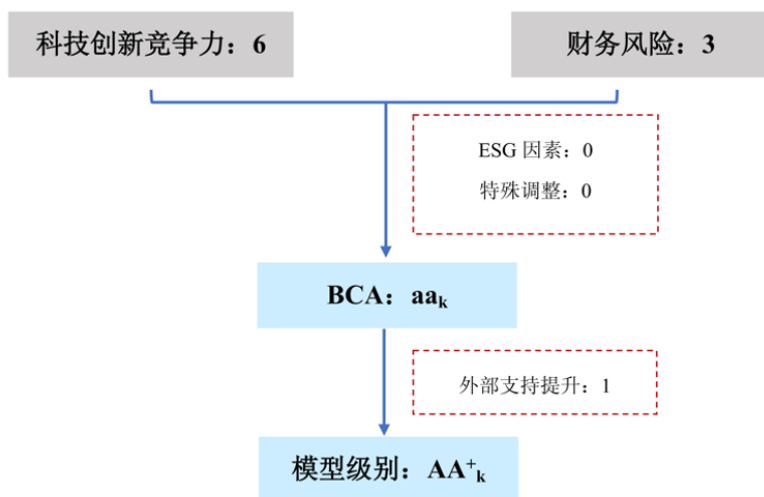 科技创新竞争力：6
财务风险：3
ESG 因素：0
特殊调整：0
BCA：aaₖ
外部支持提升：1
模型级别：AA⁺ₖ